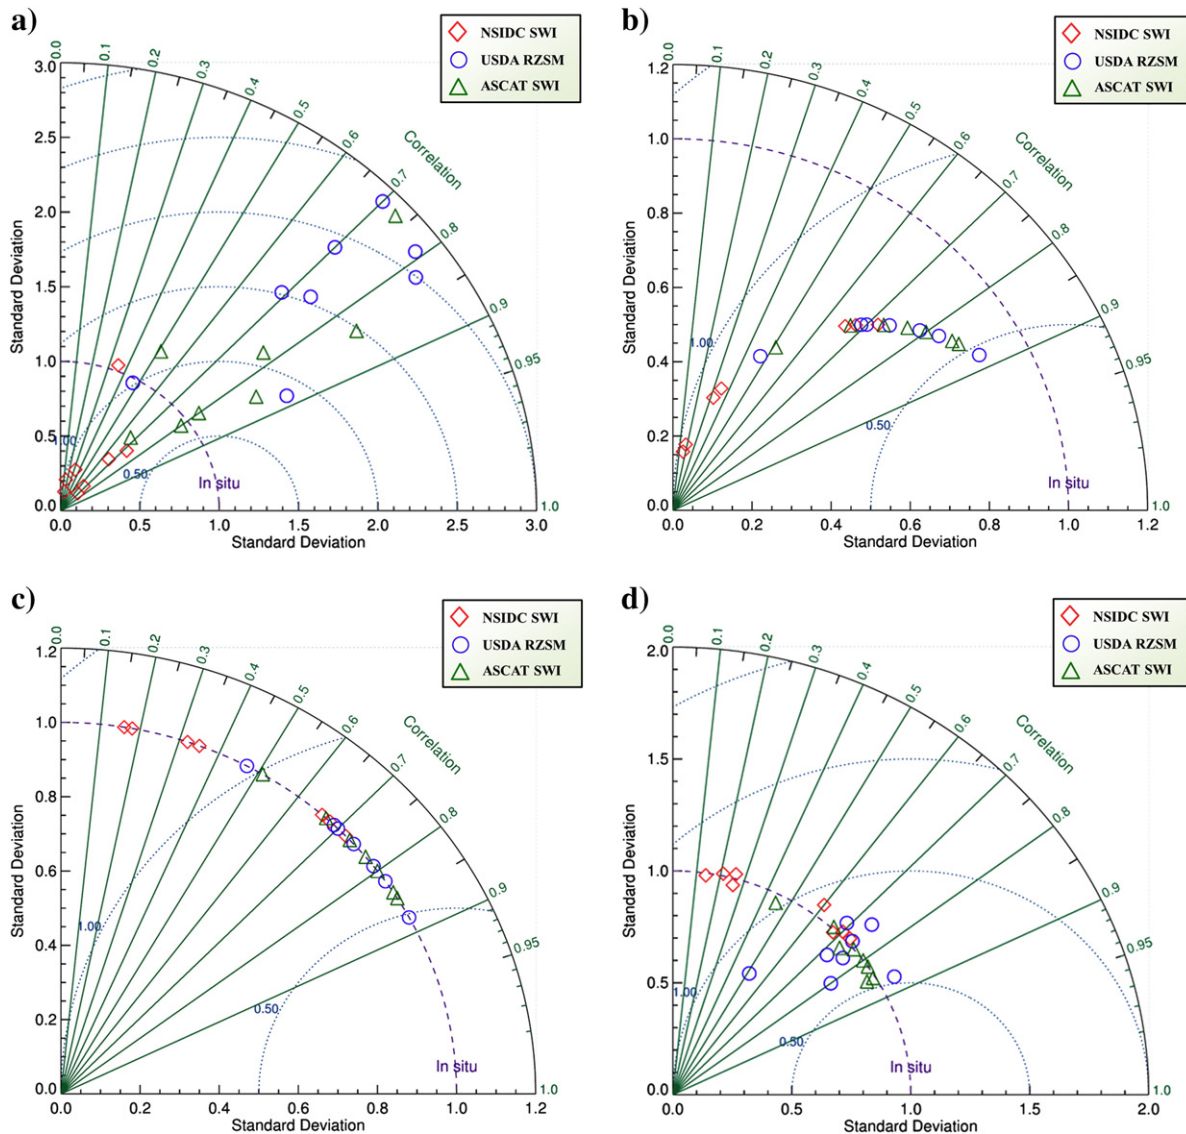 a)
NSIDC SWI
USDA RZSM
ASCAT SWI
0.0
0.1
0.2
0.3
0.4
0.5
0.6
0.7
0.8
0.9
0.95
1.0
Correlation
3.0
2.5
2.0
1.5
1.0
0.5
0.0
Standard Deviation
1.00
0.50
In situ
0.0 0.5 1.0 1.5 2.0 2.5 3.0
Standard Deviation
b)
NSIDC SWI
USDA RZSM
ASCAT SWI
0.0
0.1
0.2
0.3
0.4
0.5
0.6
0.7
0.8
0.9
0.95
1.0
Correlation
1.2
1.0
0.8
0.6
0.4
0.2
0.0
Standard Deviation
1.00
0.50
In situ
0.0 0.2 0.4 0.6 0.8 1.0 1.2
Standard Deviation
c)
NSIDC SWI
USDA RZSM
ASCAT SWI
0.0
0.1
0.2
0.3
0.4
0.5
0.6
0.7
0.8
0.9
0.95
1.0
Correlation
1.2
1.0
0.8
0.6
0.4
0.2
0.0
Standard Deviation
1.00
0.50
In situ
0.0 0.2 0.4 0.6 0.8 1.0 1.2
Standard Deviation
d)
NSIDC SWI
USDA RZSM
ASCAT SWI
0.0
0.1
0.2
0.3
0.4
0.5
0.6
0.7
0.8
0.9
0.95
1.0
Correlation
2.0
1.5
1.0
0.5
0.0
Standard Deviation
1.00
0.50
In situ
0.0 0.5 1.0 1.5 2.0
Standard Deviation